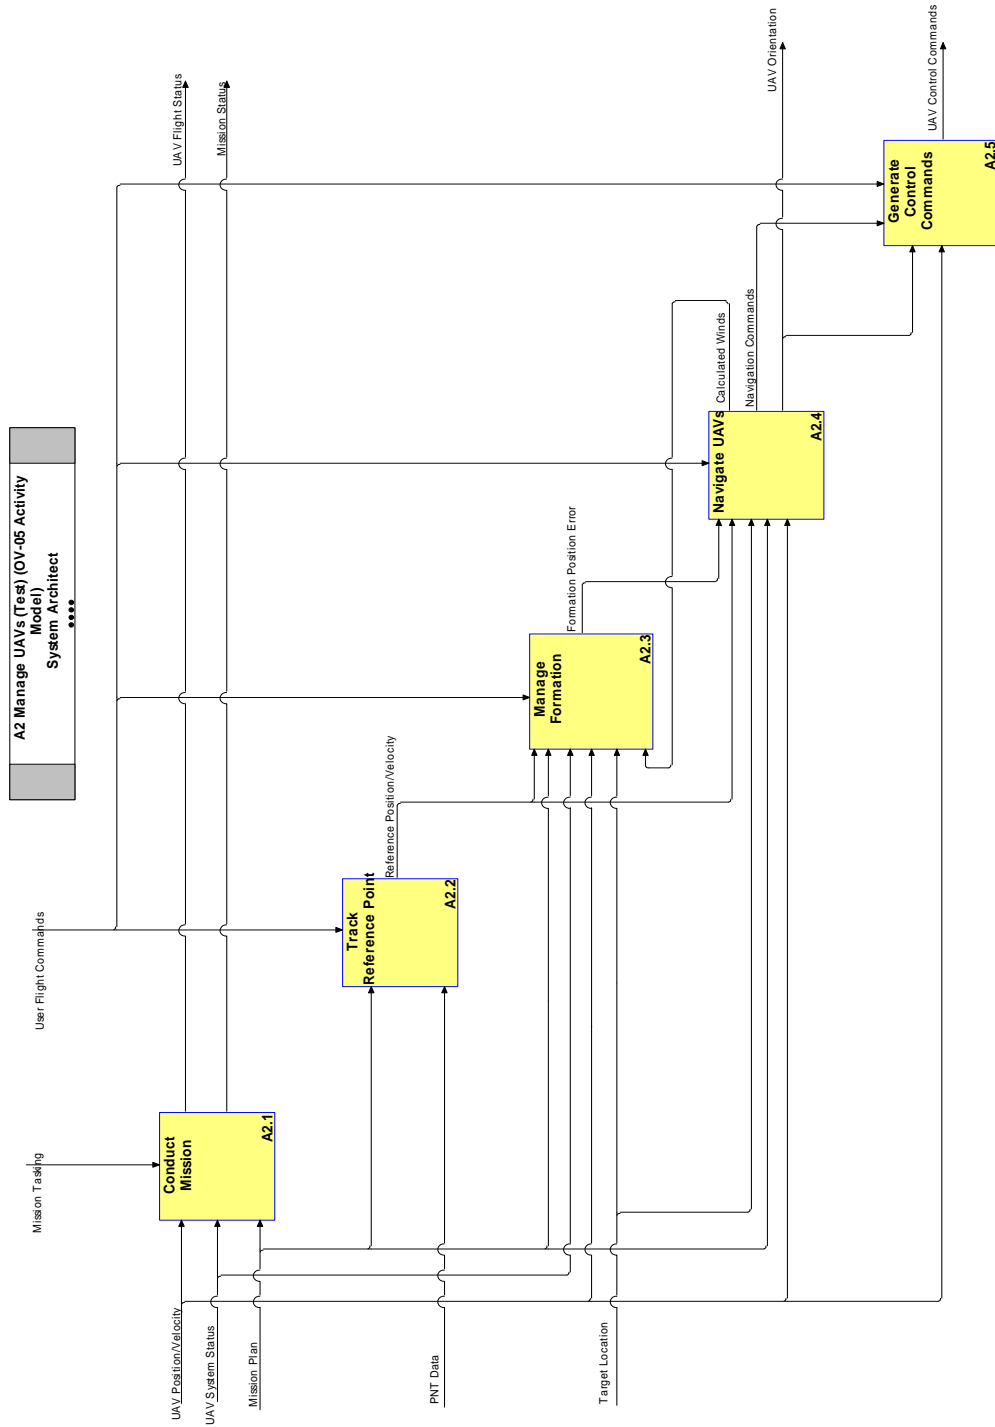 A2 Manage UAVs (Test) (OV-05 Activity
Model)
System Architect
Mission Tasking
User Flight Commands
UAV Position/Velocity
UAV System Status
Mission Plan
PNT Data
Target Location
Conduct
Mission
A2.1
UAV Flight Status
Mission Status
Track
Reference Point
A2.2
Reference Position/Velocity
Manage
Formation
A2.3
Formation Position Error
Navigate UAVs
A2.4
Calculated Winds
Navigation Commands
UAV Orientation
Generate
Control
Commands
A2.5
UAV Control Commands